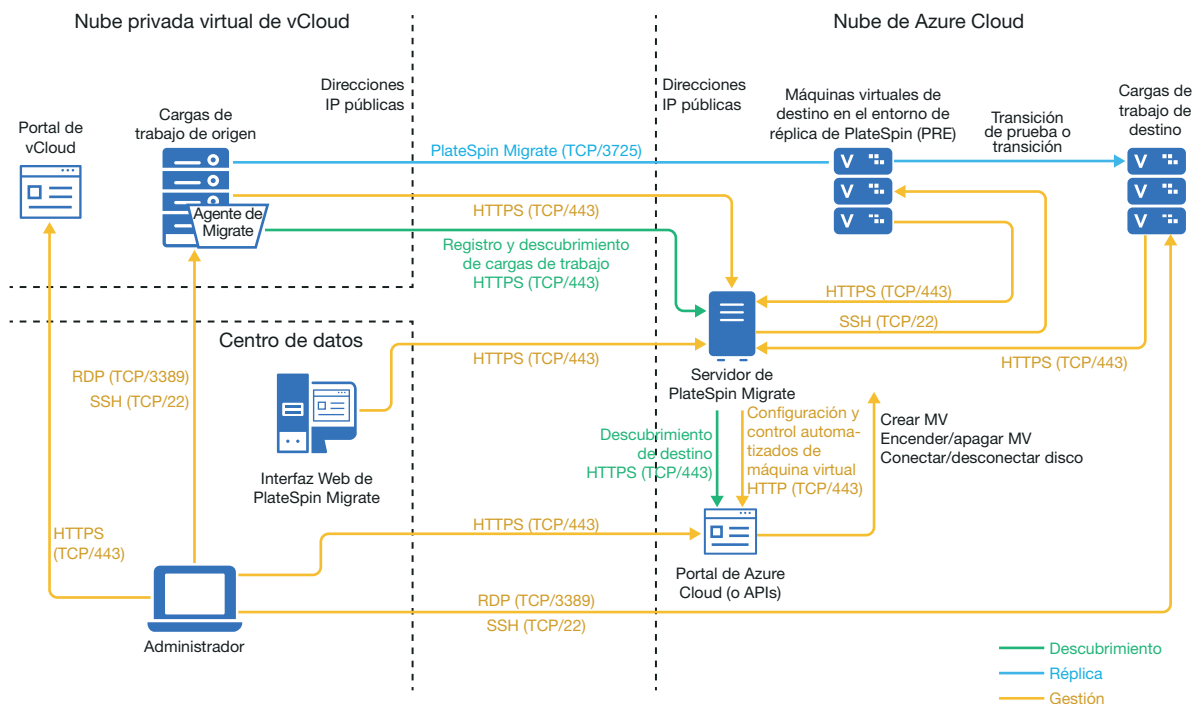 Nube privada virtual de vCloud
Nube de Azure Cloud
Direcciones
IP públicas
Direcciones
IP públicas
Portal de
vCloud
Cargas de
trabajo de origen
Máquinas virtuales de
destino en el entorno de
réplica de PlateSpin (PRE)
Transición
de prueba o
transición
Cargas de
trabajo de
destino
PlateSpin Migrate (TCP/3725)
HTTPS (TCP/443)
Agente de
Migrate
Registro y descubrimiento
de cargas de trabajo
HTTPS (TCP/443)
HTTPS (TCP/443)
SSH (TCP/22)
HTTPS (TCP/443)
Centro de datos
HTTPS (TCP/443)
RDP (TCP/3389)
SSH (TCP/22)
Interfaz Web de
PlateSpin Migrate
Servidor de
PlateSpin Migrate
Descubrimiento
de destino
HTTPS (TCP/443)
Configuración y
control automa-
tizados de
máquina virtual
HTTP (TCP/443)
Crear MV
Encender/apagar MV
Conectar/desconectar disco
HTTPS
(TCP/443)
HTTPS (TCP/443)
Portal de Azure
Cloud (o APIs)
RDP (TCP/3389)
SSH (TCP/22)
Administrador
Descubrimiento
Réplica
Gestión